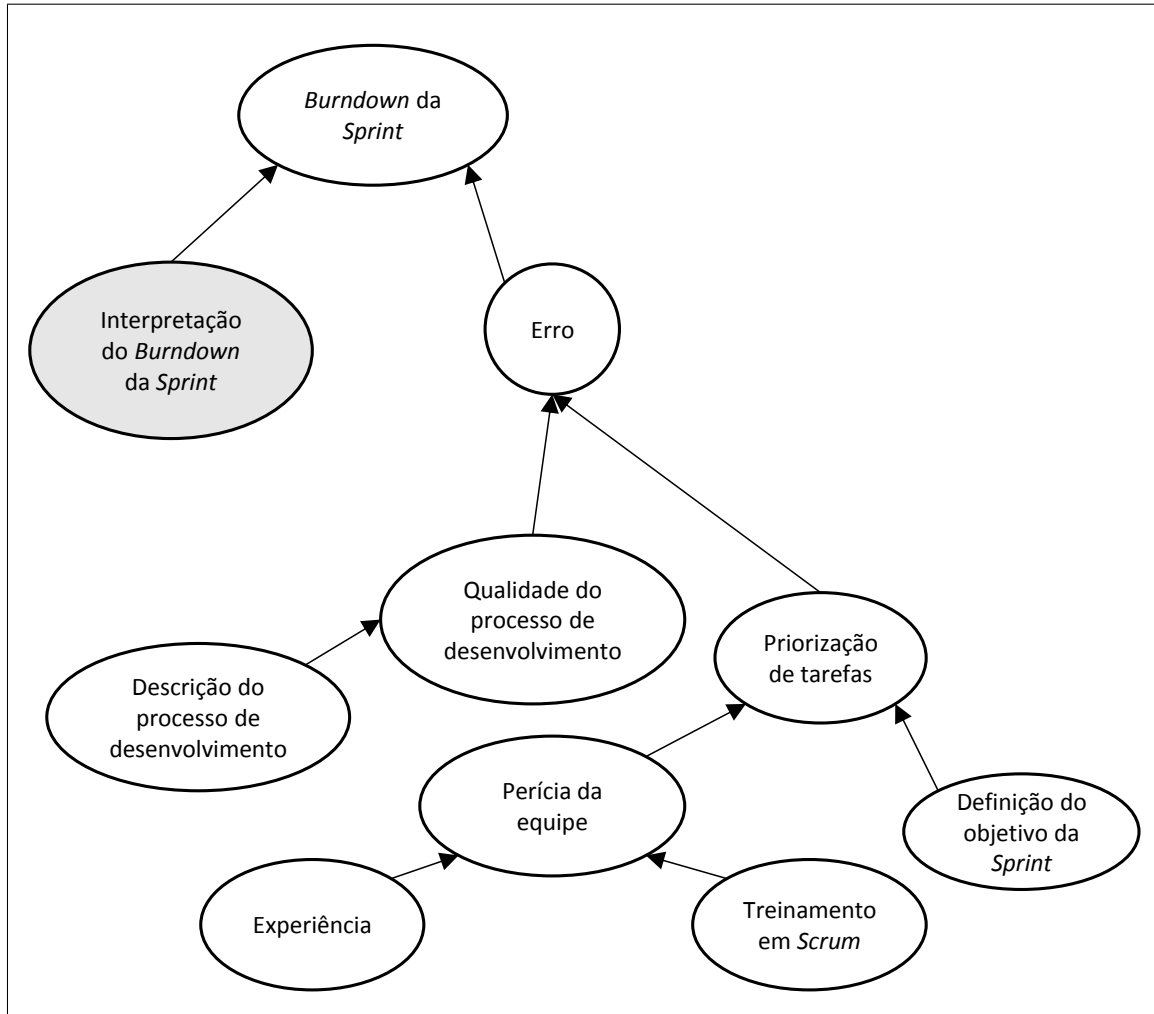 Burndown da
Sprint
Interpretação
do Burndown
da Sprint
Erro
Qualidade do
processo de
desenvolvimento
Priorização
de tarefas
Descrição do
processo de
desenvolvimento
Perícia da
equipe
Definição do
objetivo da
Sprint
Experiência
Treinamento
em Scrum